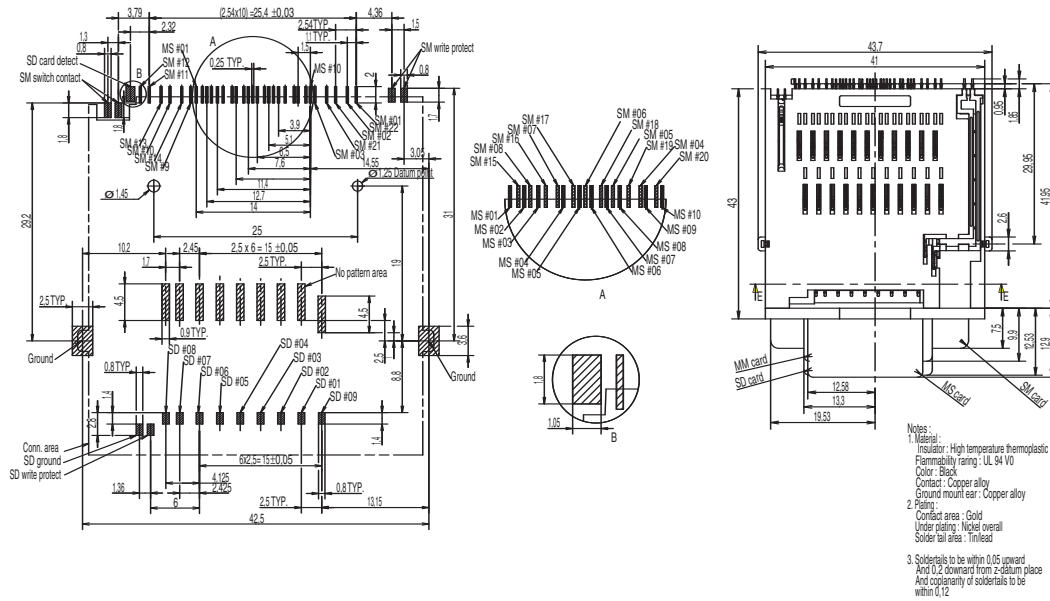 3.79
(2.54x10) =25.4 ±0.03
4.36
2.32
2.54TYP.
1.5
1.3
1.1 TYP.
0.8
A
MS #01
1.5
SM write protect
SD card detect
B
SM #12
0.25 TYP.
MS #10
0.8
SM switch contact
SM #11
2
1.8
1.7
SM #13
SM #10
SM #14
SM #9
SM #01
SM #22
SM #02
SM #21
SM #03
3.9
5.1
6.5
7.6
14.55
3.05
Ø 1.45
Ø 1.25 Datum point
11.4
12.7
14
29.2
31
25
19
10.2
2.45
2.5 x 6 = 15 ±0.05
1.7
2.5 TYP.
No pattern area
2.5 TYP.
4.5
4.5
0.9 TYP.
2.5
1
3.6
Ground
Ground
8.8
SD #08
SD #07
SD #06
SD #05
SD #04
SD #03
SD #02
SD #01
SD #09
0.8 TYP.
1.4
2.8
1.4
Conn. area
SD ground
SD write protect
6x2,5=15±0.05
4.125
2.425
0.8 TYP.
1.36
6
2.5 TYP.
13,15
42.5
SM #17
SM #07
SM #16
SM #08
SM #15
SM #06
SM #18
SM #05
SM #19
SM #04
SM #20
MS #01
MS #02
MS #03
MS #04
MS #05
MS #10
MS #09
MS #08
MS #07
MS #06
A
1.8
1.05
B
43.7
41
0.95
1.65
29.95
41.95
43
2.6
E
E
7.5
9.9
12.53
12.9
MM card
SD card
MS card
SM card
12.58
13.3
19.53
Notes :
1. Material :
Insulator : High temperature thermoplastic
Flammability raring : UL 94 V0
Color : Black
Contact : Copper alloy
Ground mount ear : Copper alloy
2. Plating :
Contact area : Gold
Under plating : Nickel overall
Solder tail area : Tin/lead
3. Soldertails to be within 0,05 upward
And 0,2 downard from z-datum place
And coplanarity of soldertails to be
within 0,12